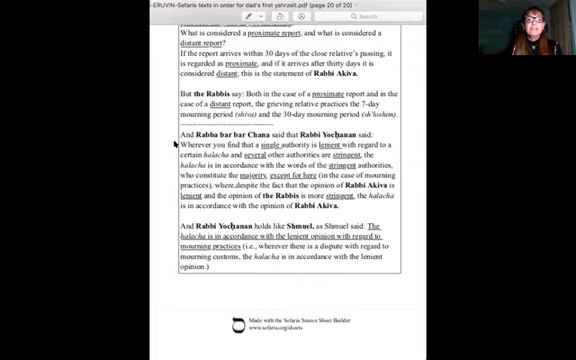 -ERUVIN-Sefaria texts in order for dad's first yahrzeit.pdf (page 20 of 20)
Search
What is considered a proximate report, and what is considered a
distant report?
If the report arrives within 30 days of the close relative's passing, it
is regarded as proximate, and if it arrives after thirty days it is
considered distant; this is the statement of Rabbi Akiva.
But the Rabbis say: Both in the case of a proximate report and in the
case of a distant report, the grieving relative practices the 7-day
mourning period (shiva) and the 30-day mourning period (sh'loshim).
~~~~~~~~~~~~~~~~~~~~
And Rabba bar bar Chana said that Rabbi Yoḥanan said:
Wherever you find that a single authority is lenient with regard to a
certain halacha and several other authorities are stringent, the
halacha is in accordance with the words of the stringent authorities,
who constitute the majority, except for here (in the case of mourning
practices), where,despite the fact that the opinion of Rabbi Akiva is
lenient and the opinion of the Rabbis is more stringent, the halacha
is in accordance with the opinion of Rabbi Akiva.
And Rabbi Yoḥanan holds like Shmuel, as Shmuel said: The
halacha is in accordance with the lenient opinion with regard to
mourning practices (i.e., wherever there is a dispute with regard to
mourning customs, the halacha is in accordance with the lenient
opinion.)
Made with the Sefaria Source Sheet Builder
www.sefaria.org/sheets